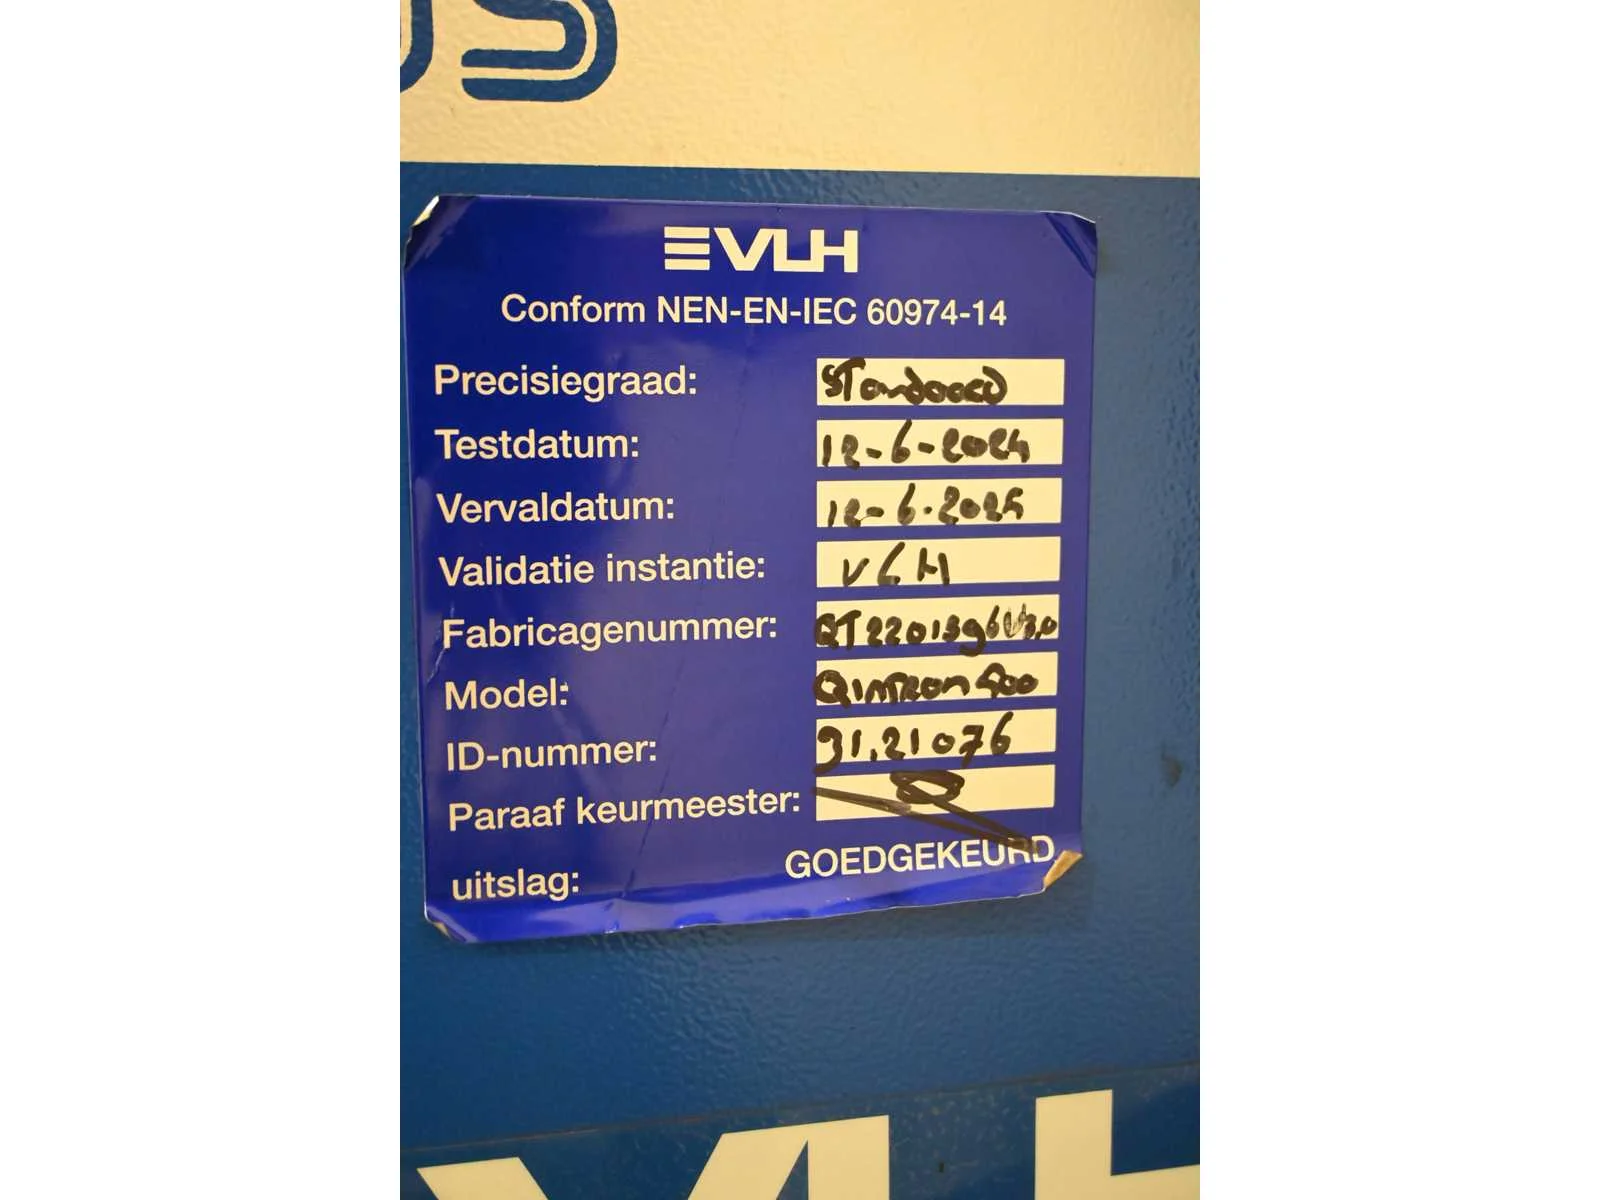 VLH
Conform NEN-EN-IEC 60974-14
Precisiegraad: Standaard
Testdatum: 12-6-2024
Vervaldatum: 12-6-2025
Validatie instantie: VLH
Fabricagenummer:
Model: QINTRON 400
ID-nummer: 91.21076
Paraaf keurmeester:
uitslag: GOEDGEKEURD